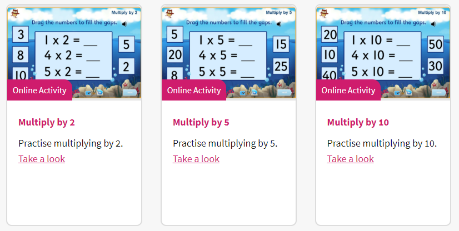 Multiply by 2
Drag the numbers to fill the gaps.
3
8
10
1 x 2 = __
4 x 2 = __
5 x 2 = __
5
2
Online Activity
Multiply by 2
Practise multiplying by 2.
Take a look
Multiply by 5
Drag the numbers to fill the gaps.
5
20
8
1 x 5 = __
4 x 5 = __
5 x 5 = __
15
25
Online Activity
Multiply by 5
Practise multiplying by 5.
Take a look
Multiply by 10
Drag the numbers to fill the gaps.
20
10
40
1 x 10 = __
4 x 10 = __
5 x 10 = __
50
30
Online Activity
Multiply by 10
Practise multiplying by 10.
Take a look